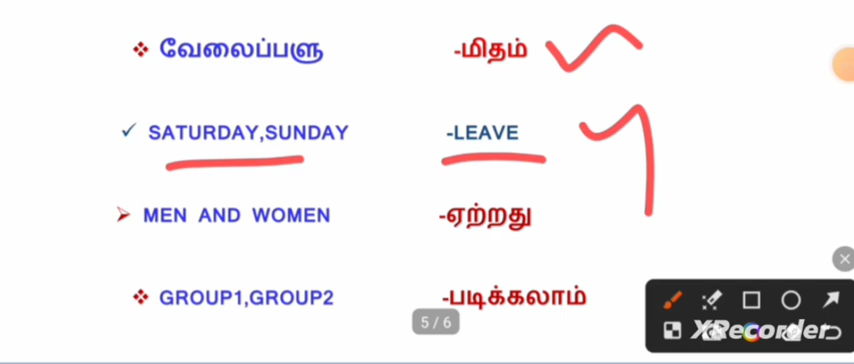 வேலைப்பளு -மிதம்
SATURDAY,SUNDAY -LEAVE
MEN AND WOMEN -ஏற்றது
GROUP1,GROUP2 -படிக்கலாம்
5 / 6
XRecorder